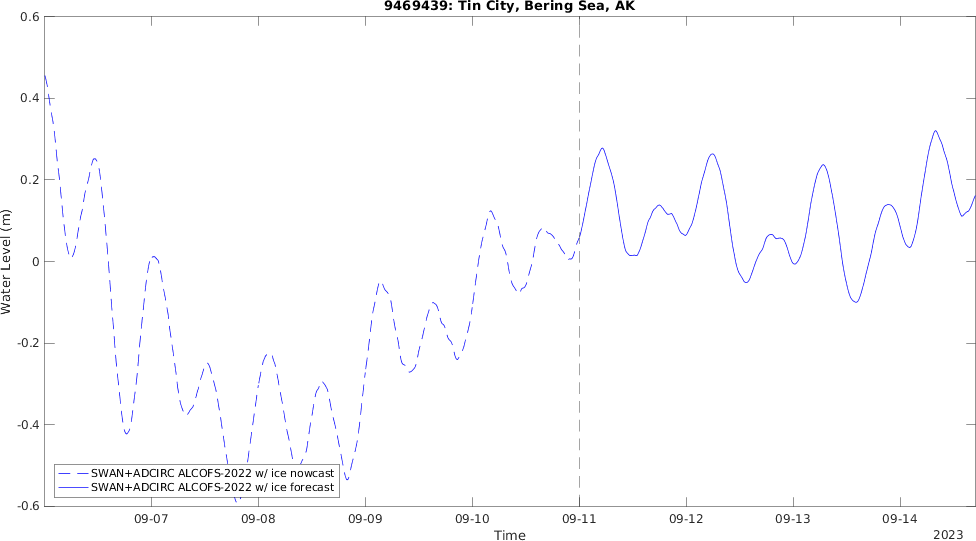 9469439: Tin City, Bering Sea, AK
Water Level (m)
0.6
0.4
0.2
0
-0.2
-0.4
-0.6
SWAN+ADCIRC ALCOFS-2022 w/ ice nowcast
SWAN+ADCIRC ALCOFS-2022 w/ ice forecast
09-07 09-08 09-09 09-10 09-11 09-12 09-13 09-14
Time
2023